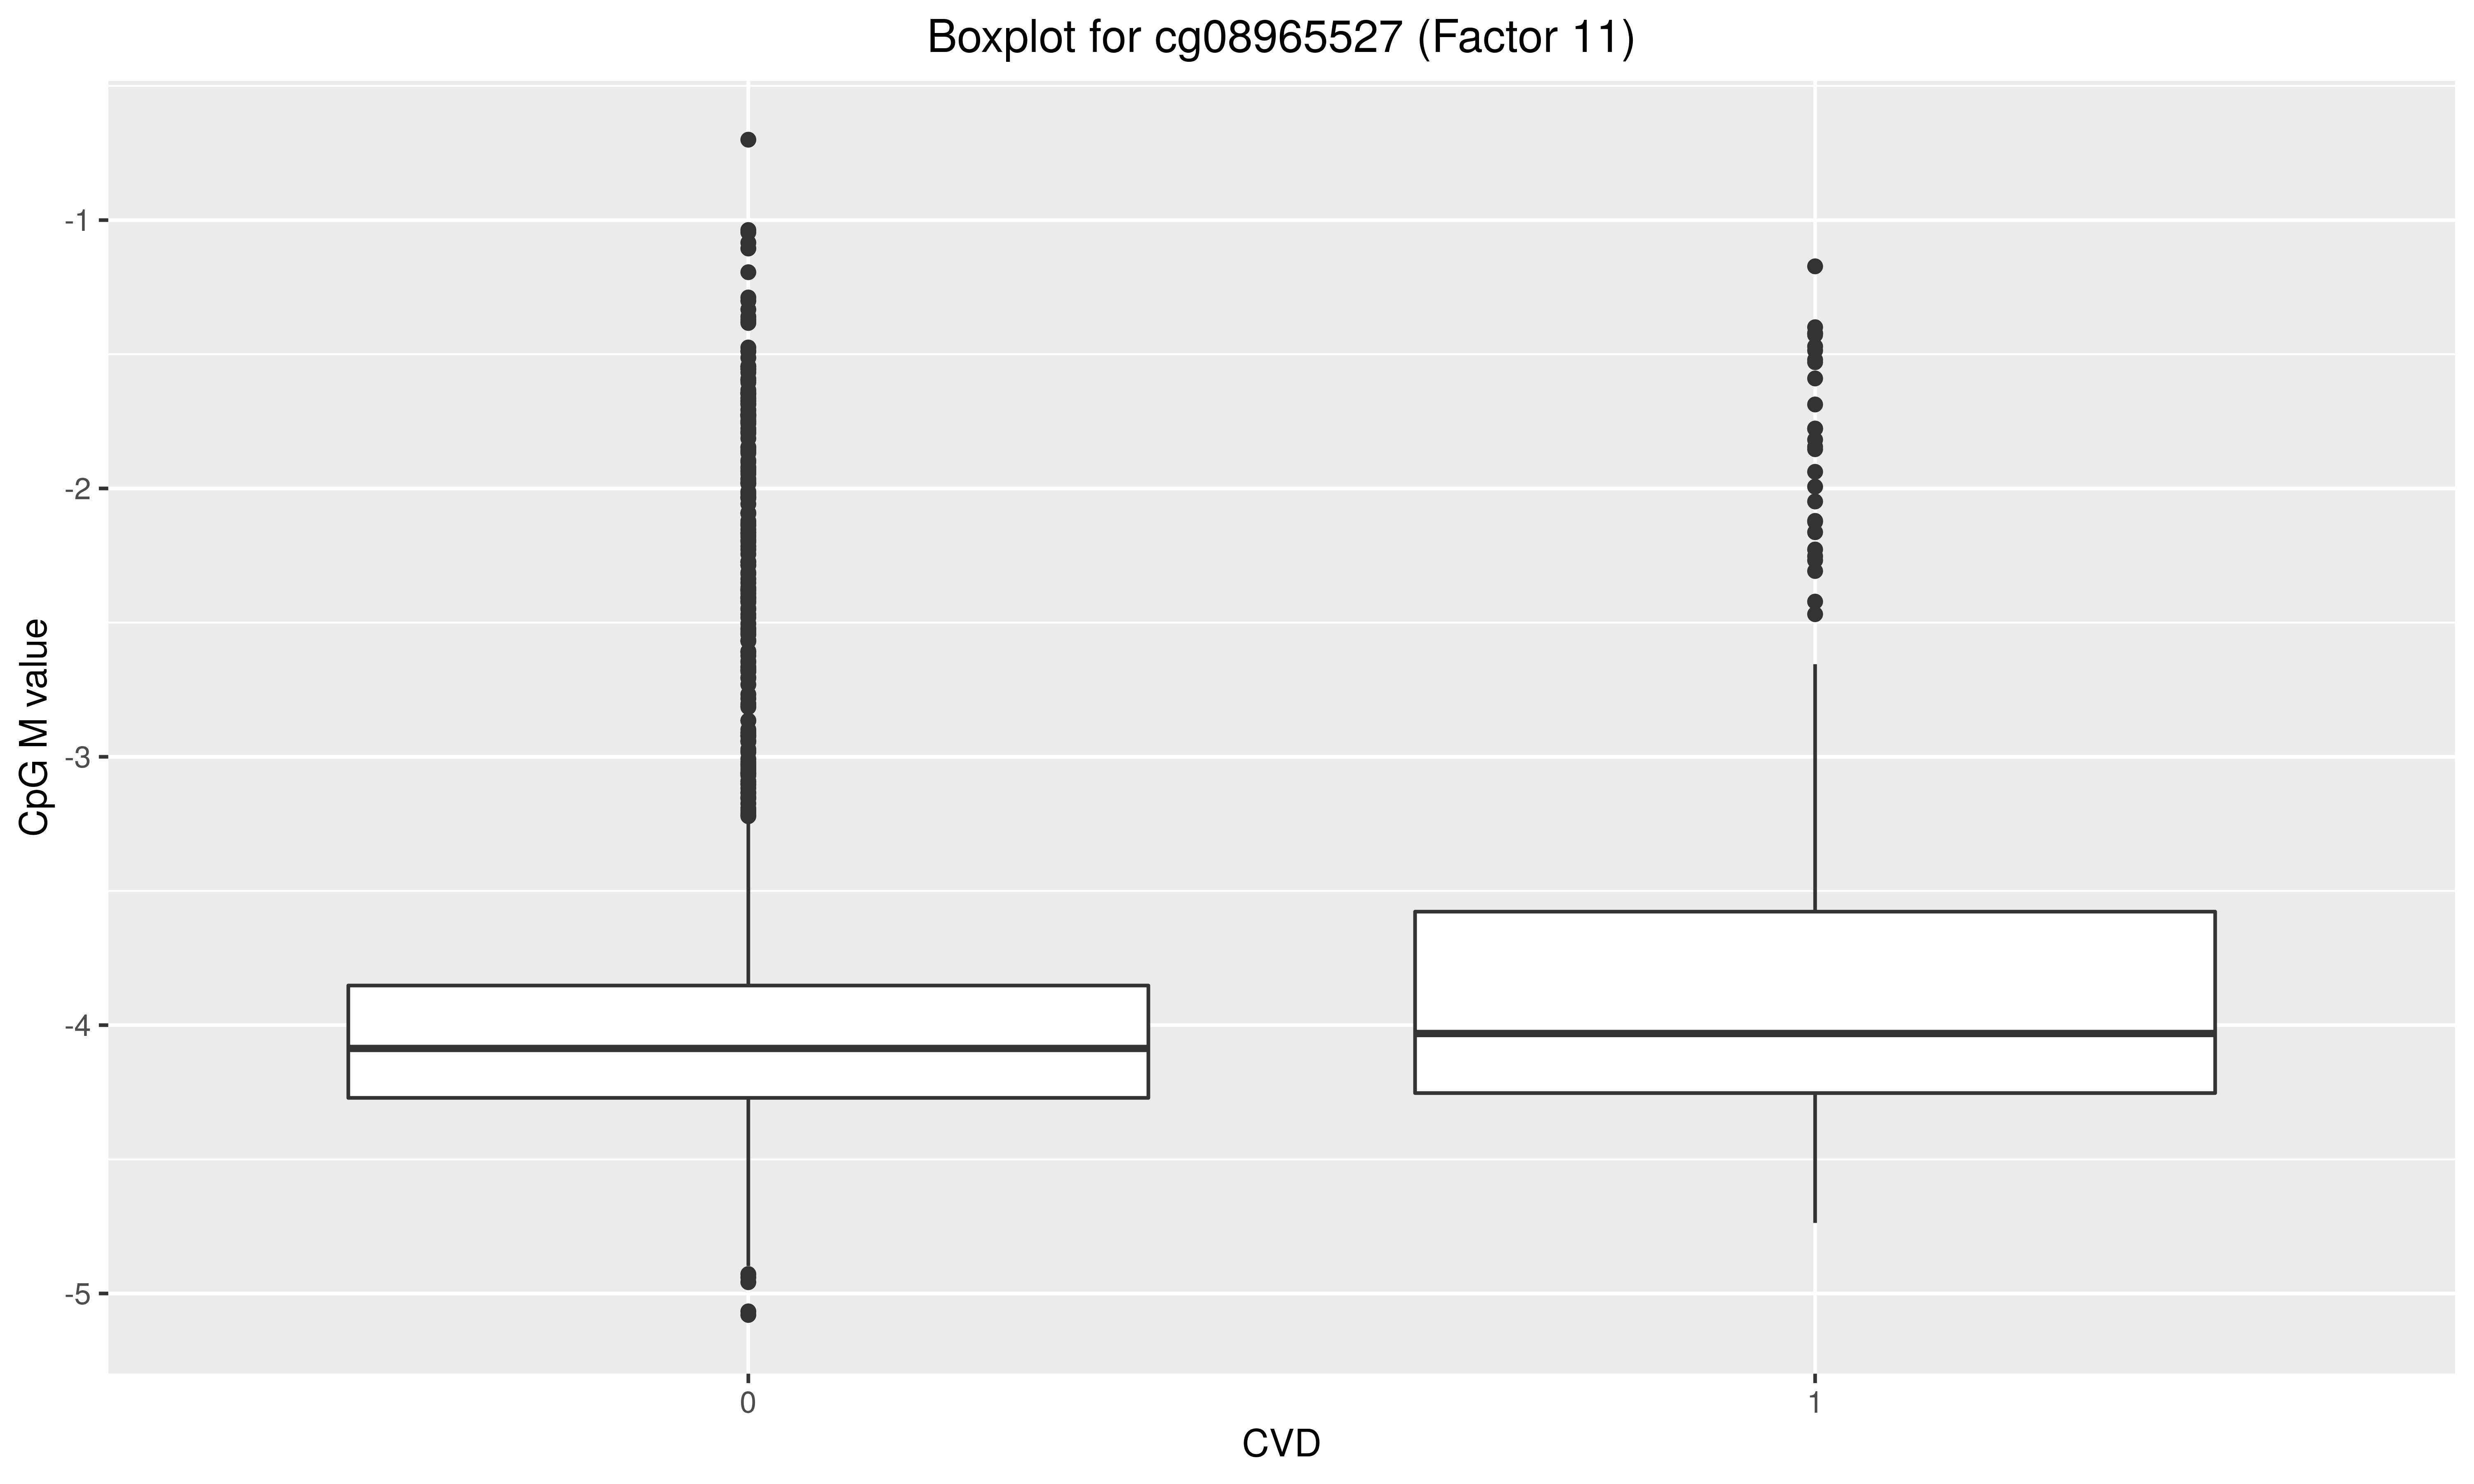 Boxplot for cg08965527 (Factor 11)
CpG M value
-1
-2
-3
-4
-5
0
1
CVD